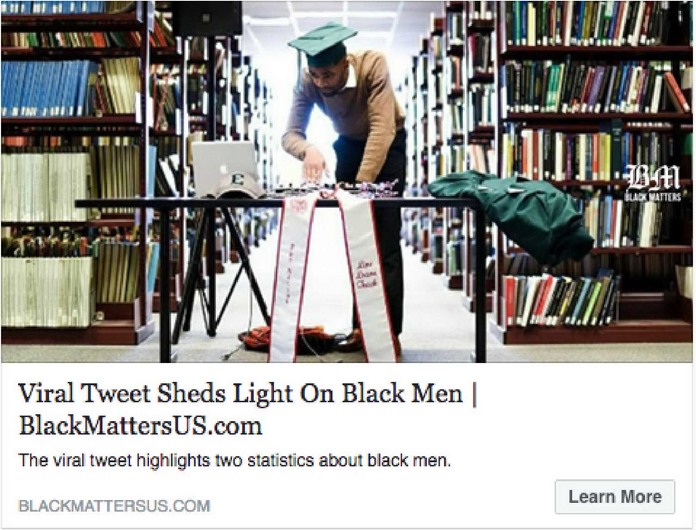 E
BM
BLACK MATTERS
Viral Tweet Sheds Light On Black Men |
BlackMattersUS.com
The viral tweet highlights two statistics about black men.
BLACKMATTERSUS.COM
Learn More